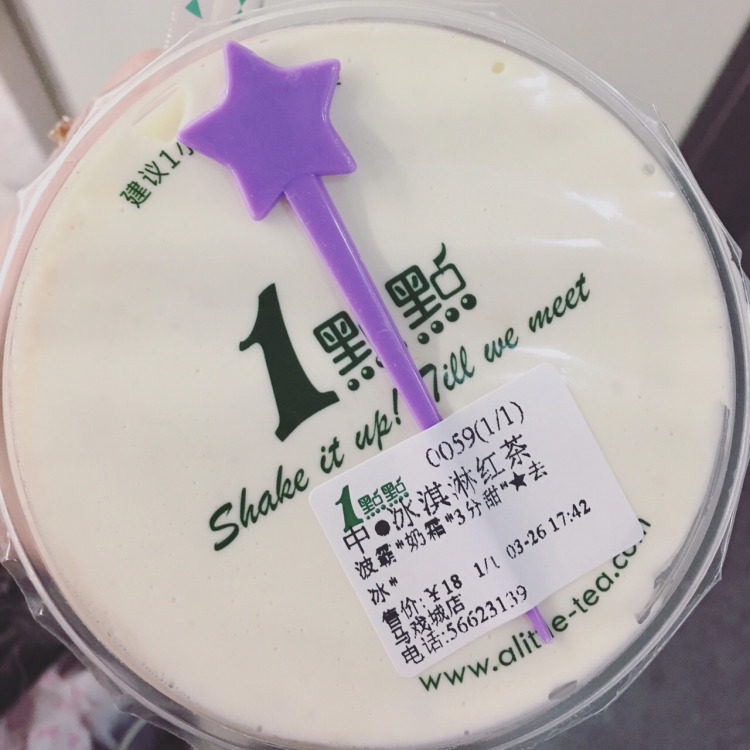 建议1小
1點點
Shake it up! Till we meet
1點點
0059(1/1)
中●冰淇淋红茶
波霸*奶霜*3分甜*★去
冰*
售价:￥18 1/1 03-26 17:42
马戏城店
电话:56623139
www.alittle-tea.com